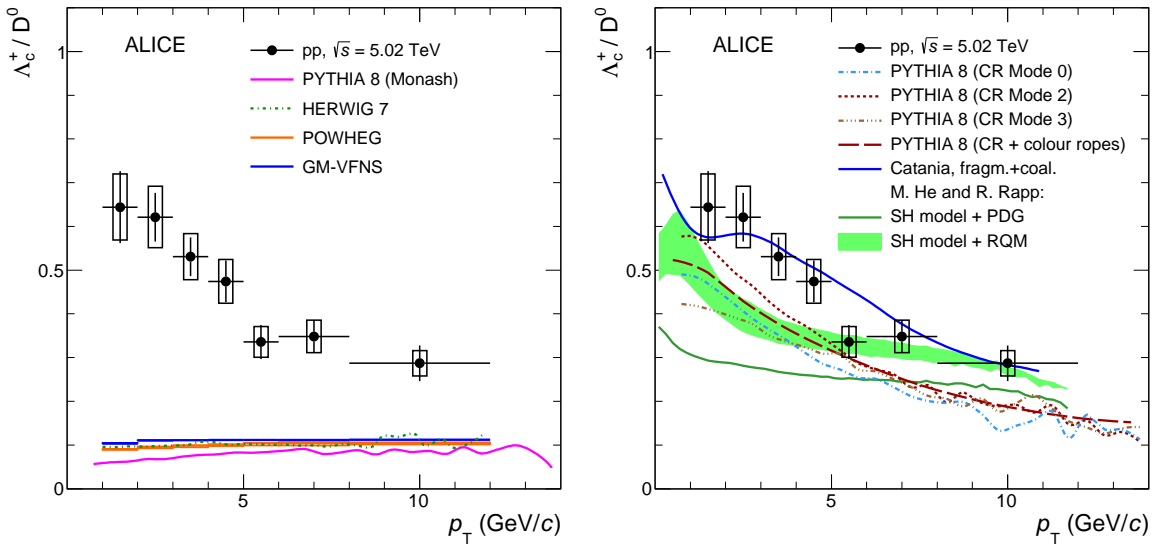 Λc+ / D0
1
0.5
0
ALICE
pp, √s = 5.02 TeV
PYTHIA 8 (Monash)
HERWIG 7
POWHEG
GM-VFNS
5
10
pT (GeV/c)
Λc+ / D0
1
0.5
0
ALICE
pp, √s = 5.02 TeV
PYTHIA 8 (CR Mode 0)
PYTHIA 8 (CR Mode 2)
PYTHIA 8 (CR Mode 3)
PYTHIA 8 (CR + colour ropes)
Catania, fragm.+coal.
M. He and R. Rapp:
SH model + PDG
SH model + RQM
5
10
pT (GeV/c)